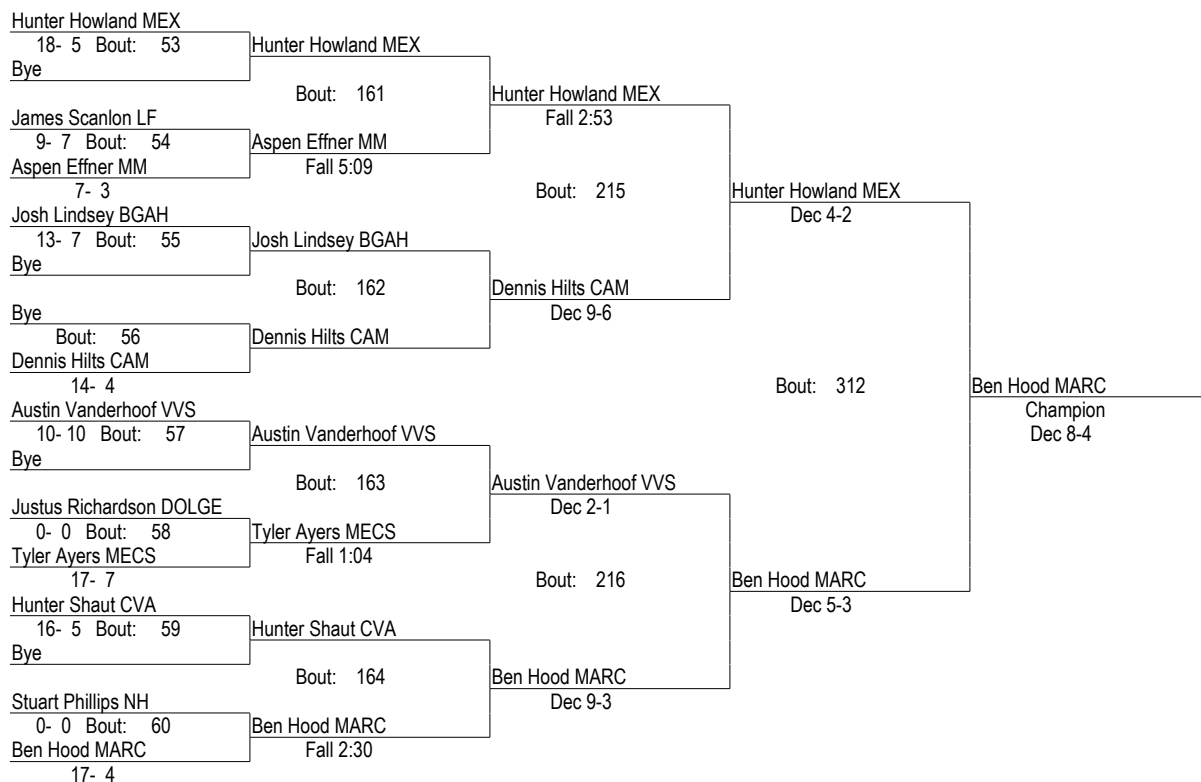 Hunter Howland MEX
18- 5 Bout: 53
Bye
James Scanlon LF
9- 7 Bout: 54
Aspen Effner MM
7- 3
Josh Lindsey BGAH
13- 7 Bout: 55
Bye
Bye
Bout: 56
Dennis Hilts CAM
14- 4
Austin Vanderhoof VVS
10- 10 Bout: 57
Bye
Justus Richardson DOLGE
0- 0 Bout: 58
Tyler Ayers MECS
17- 7
Hunter Shaut CVA
16- 5 Bout: 59
Bye
Stuart Phillips NH
0- 0 Bout: 60
Ben Hood MARC
17- 4
Hunter Howland MEX
Bout: 161
Aspen Effner MM
Fall 5:09
Josh Lindsey BGAH
Bout: 162
Dennis Hilts CAM
Austin Vanderhoof VVS
Bout: 163
Tyler Ayers MECS
Fall 1:04
Hunter Shaut CVA
Bout: 164
Ben Hood MARC
Fall 2:30
Hunter Howland MEX
Fall 2:53
Bout: 215
Dennis Hilts CAM
Dec 9-6
Austin Vanderhoof VVS
Dec 2-1
Bout: 216
Ben Hood MARC
Dec 9-3
Hunter Howland MEX
Dec 4-2
Bout: 312
Ben Hood MARC
Dec 5-3
Ben Hood MARC
Champion
Dec 8-4